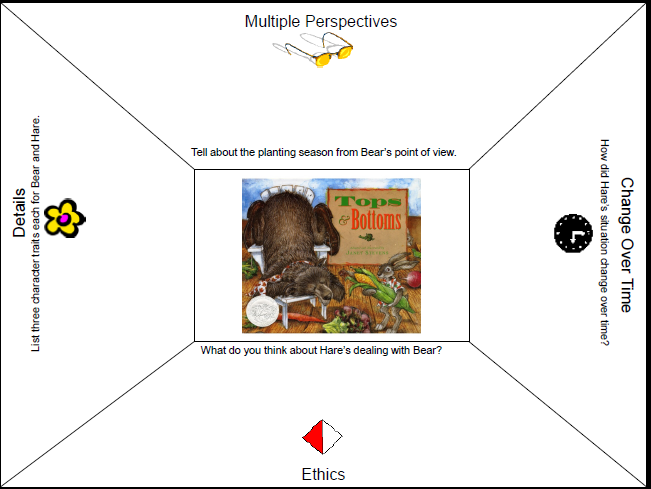 Multiple Perspectives
Tell about the planting season from Bear's point of view.
Details
List three character traits each for Bear and Hare.
Tops
& Bottoms
Change Over Time
How did Hare's situation change over time?
What do you think about Hare's dealing with Bear?
Ethics